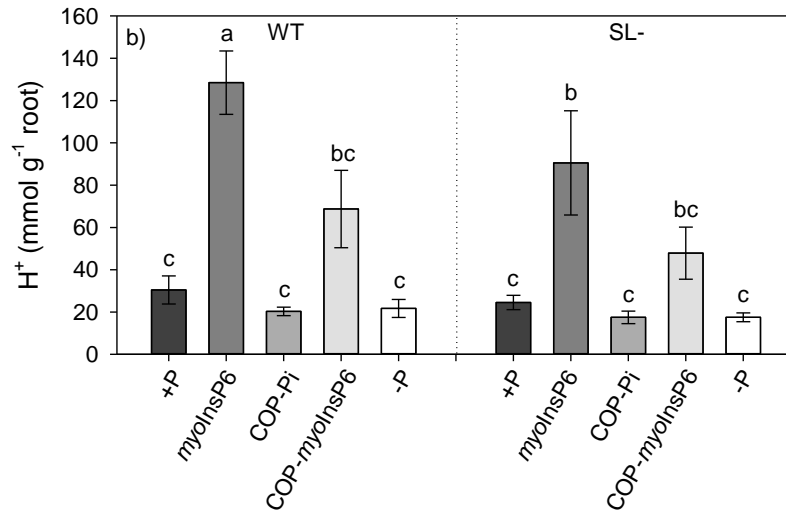 b)
WT
SL-
H⁺ (mmol g⁻¹ root)
160
140
120
100
80
60
40
20
0
c
a
c
bc
c
c
b
c
bc
c
+P
myoInsP6
COP-Pi
COP-myoInsP6
-P
+P
myoInsP6
COP-Pi
COP-myoInsP6
-P